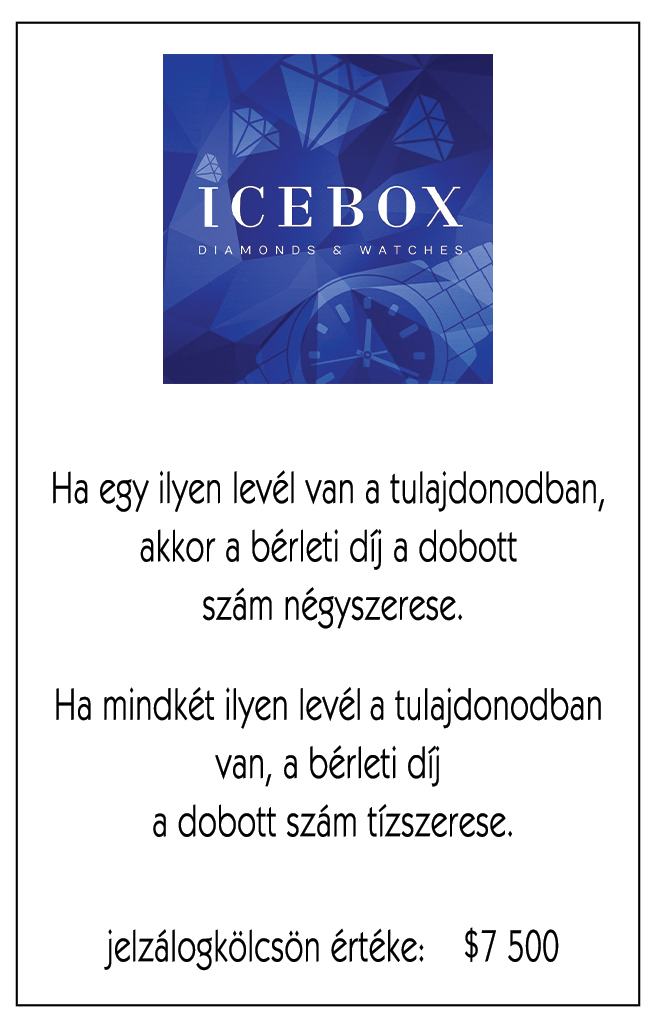 ICEBOX
DIAMONDS & WATCHES
Ha egy ilyen levél van a tulajdonodban,
akkor a bérleti díj a dobott
szám négyszerese.
Ha mindkét ilyen levél a tulajdonodban
van, a bérleti díj
a dobott szám tízszerese.
jelzálogkölcsön értéke: $7 500